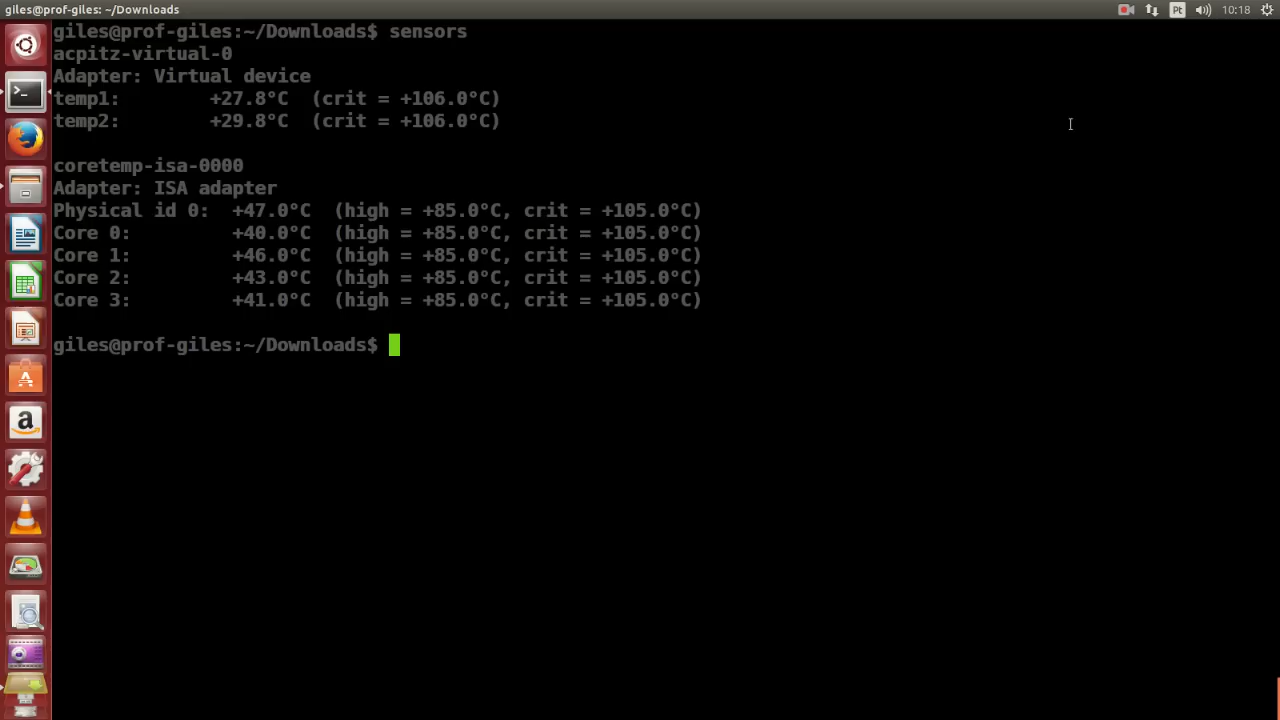 giles@prof-giles: ~/Downloads
Pt
10:18
giles@prof-giles:~/Downloads$ sensors
acpitz-virtual-0
Adapter: Virtual device
temp1:        +27.8°C  (crit = +106.0°C)
temp2:        +29.8°C  (crit = +106.0°C)
coretemp-isa-0000
Adapter: ISA adapter
Physical id 0:  +47.0°C  (high = +85.0°C, crit = +105.0°C)
Core 0:         +40.0°C  (high = +85.0°C, crit = +105.0°C)
Core 1:         +46.0°C  (high = +85.0°C, crit = +105.0°C)
Core 2:         +43.0°C  (high = +85.0°C, crit = +105.0°C)
Core 3:         +41.0°C  (high = +85.0°C, crit = +105.0°C)
giles@prof-giles:~/Downloads$